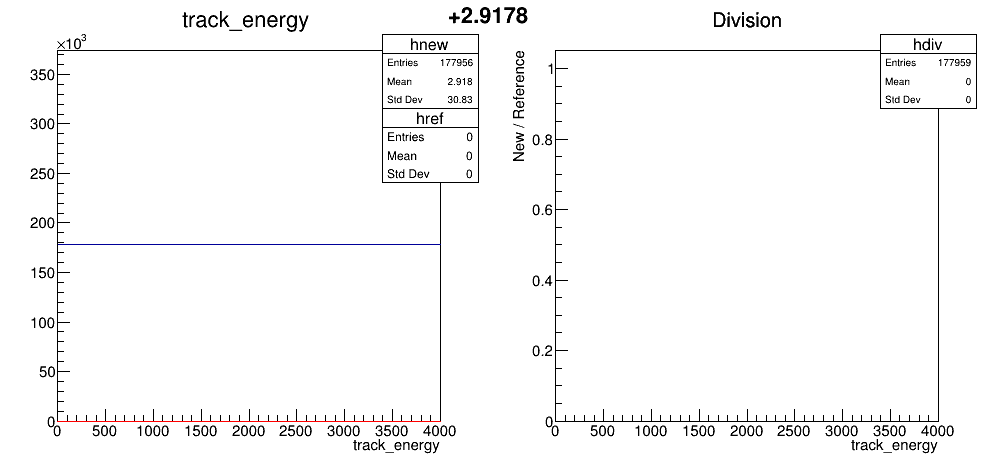 track_energy
+2.9178
Division
×10³
hnew
Entries 177956
Mean 2.918
Std Dev 30.83
href
Entries 0
Mean 0
Std Dev 0
350
300
250
200
150
100
50
0
0 500 1000 1500 2000 2500 3000 3500 4000
track_energy
hdiv
Entries 177959
Mean 0
Std Dev 0
New / Reference
1
0.8
0.6
0.4
0.2
0
0 500 1000 1500 2000 2500 3000 3500 4000
track_energy